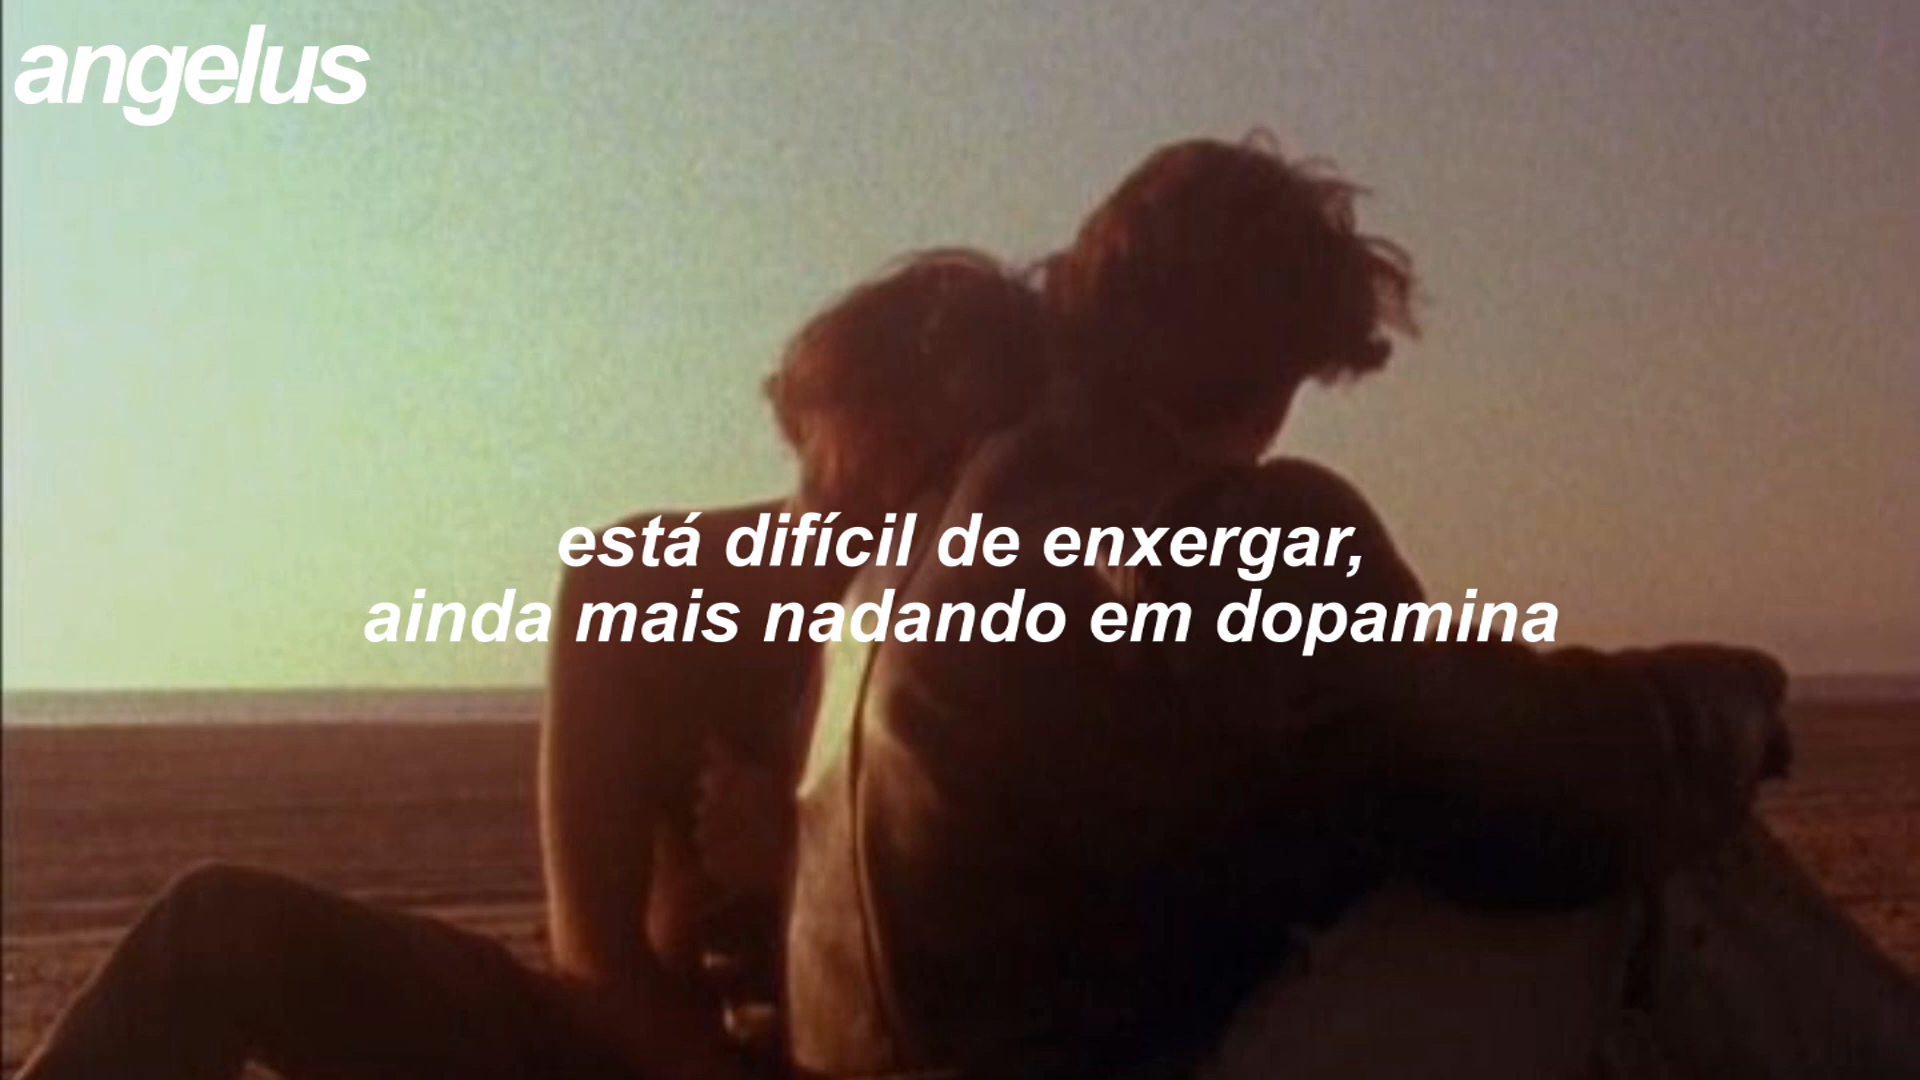 angelus
está difícil de enxergar,
ainda mais nadando em dopamina